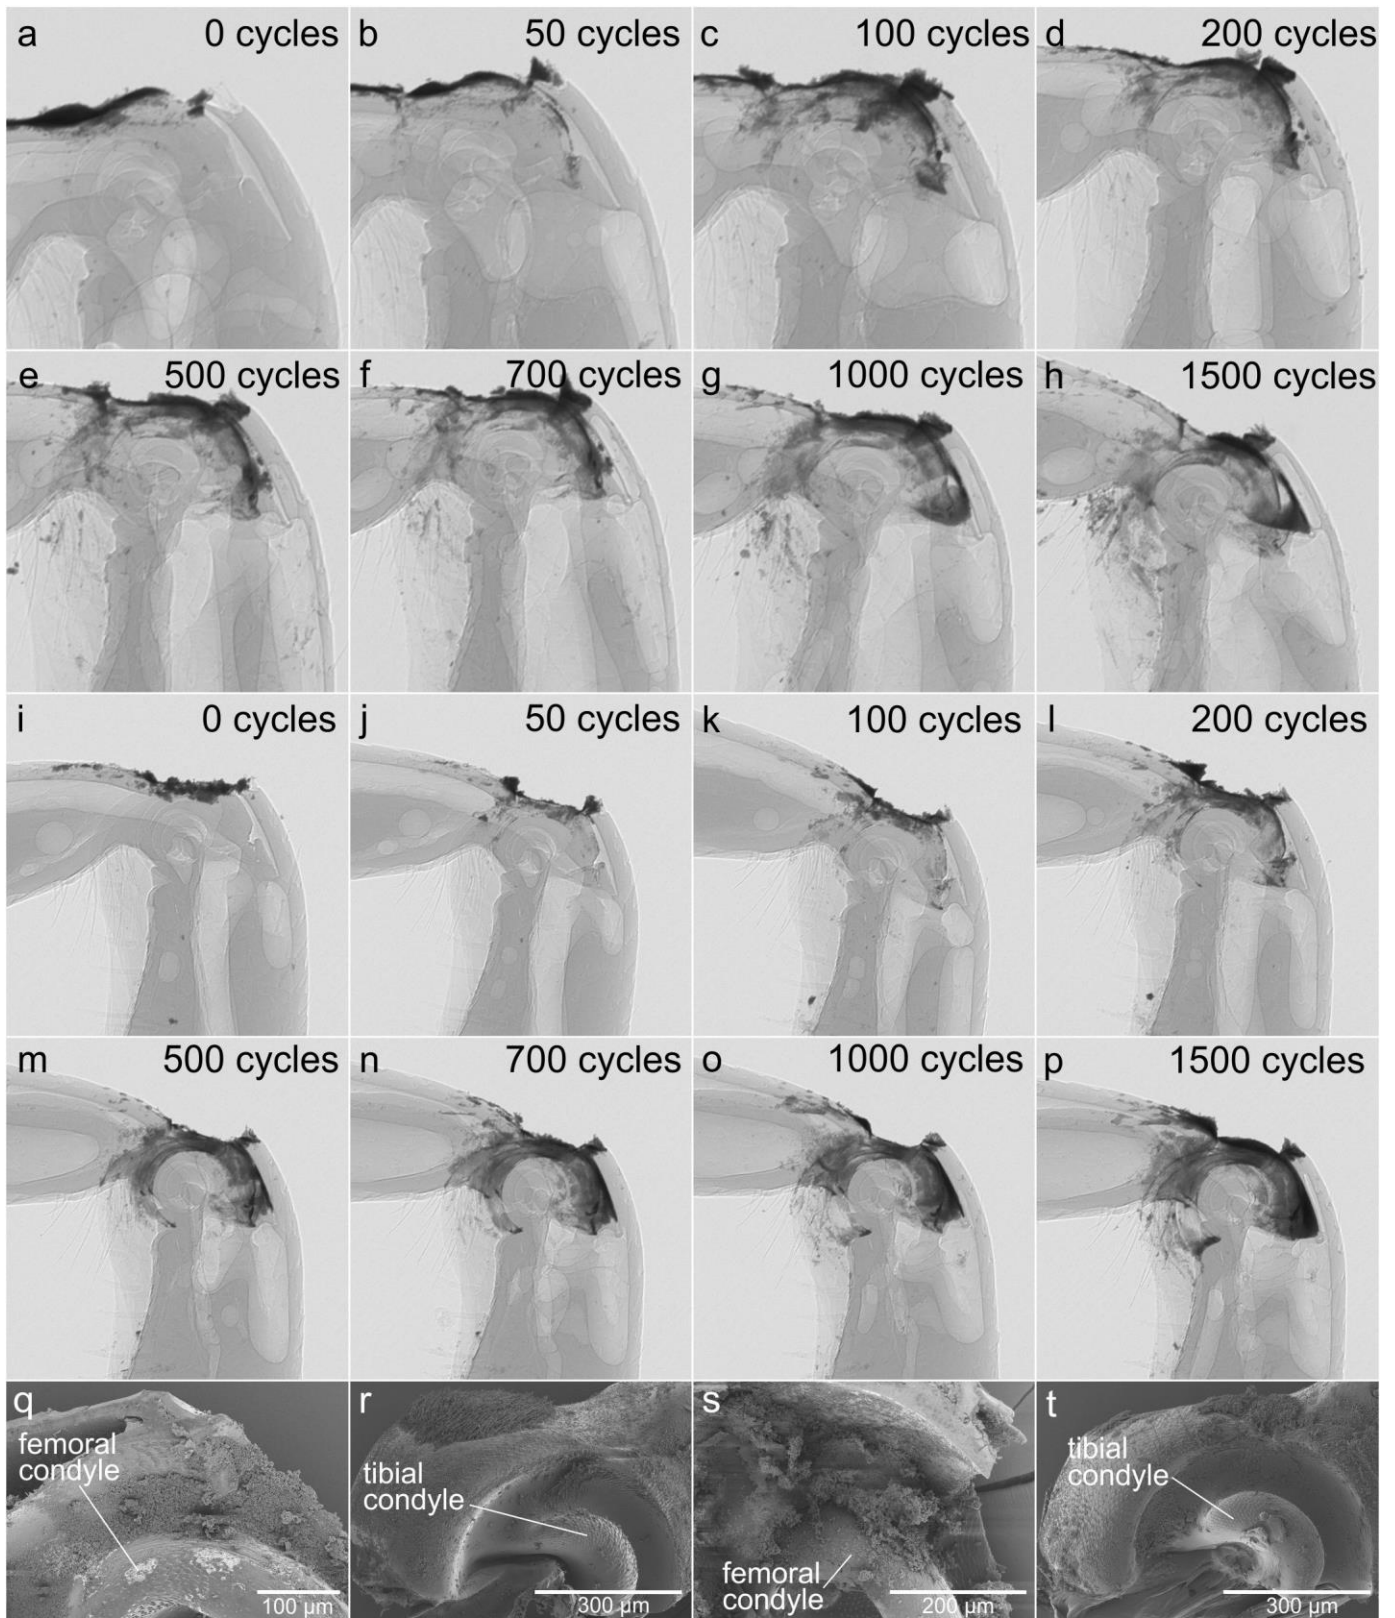 a 0 cycles
b 50 cycles
c 100 cycles
d 200 cycles
e 500 cycles
f 700 cycles
g 1000 cycles
h 1500 cycles
i 0 cycles
j 50 cycles
k 100 cycles
l 200 cycles
m 500 cycles
n 700 cycles
o 1000 cycles
p 1500 cycles
q
femoral
condyle
100 µm
r
tibial
condyle
300 µm
s
femoral
condyle
200 µm
t
tibial
condyle
300 µm